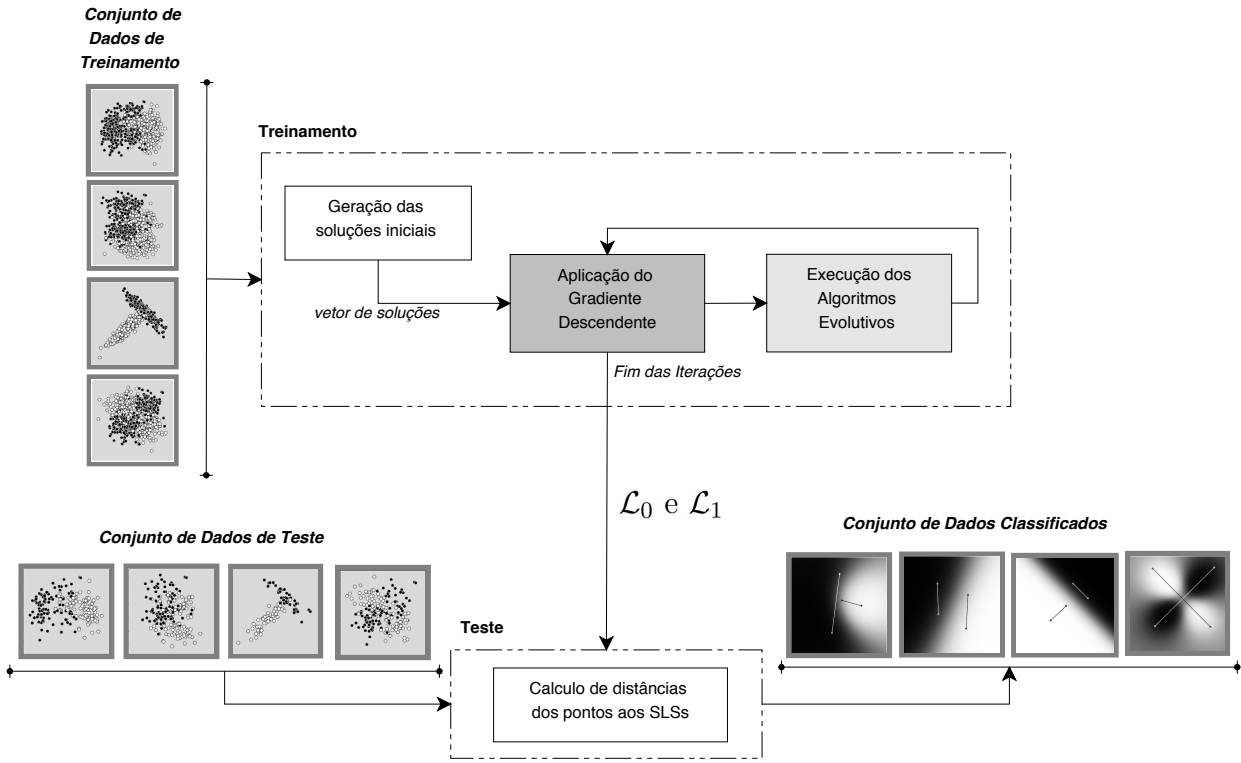 Conjunto de
Dados de
Treinamento
Treinamento
Geração das
soluções iniciais
vetor de soluções
Aplicação do
Gradiente
Descendente
Execução dos
Algoritmos
Evolutivos
Fim das Iterações
ℒ₀ e ℒ₁
Conjunto de Dados de Teste
Conjunto de Dados Classificados
Teste
Calculo de distâncias
dos pontos aos SLSs